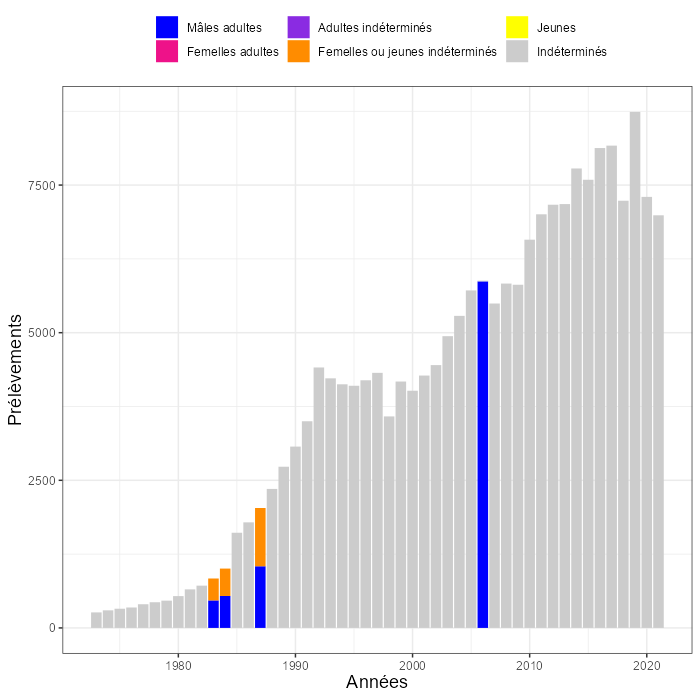 Mâles adultes
Adultes indéterminés
Jeunes
Femelles adultes
Femelles ou jeunes indéterminés
Indéterminés
Prélèvements
7500
5000
2500
0
1980
1990
2000
2010
2020
Années